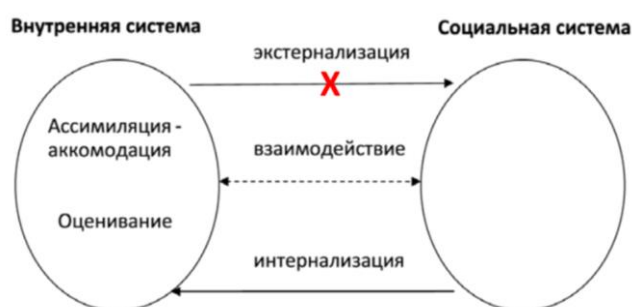 Внутренняя система
Социальная система
экстернализация
X
Ассимиляция -
аккомодация
взаимодействие
Оценивание
интернализация